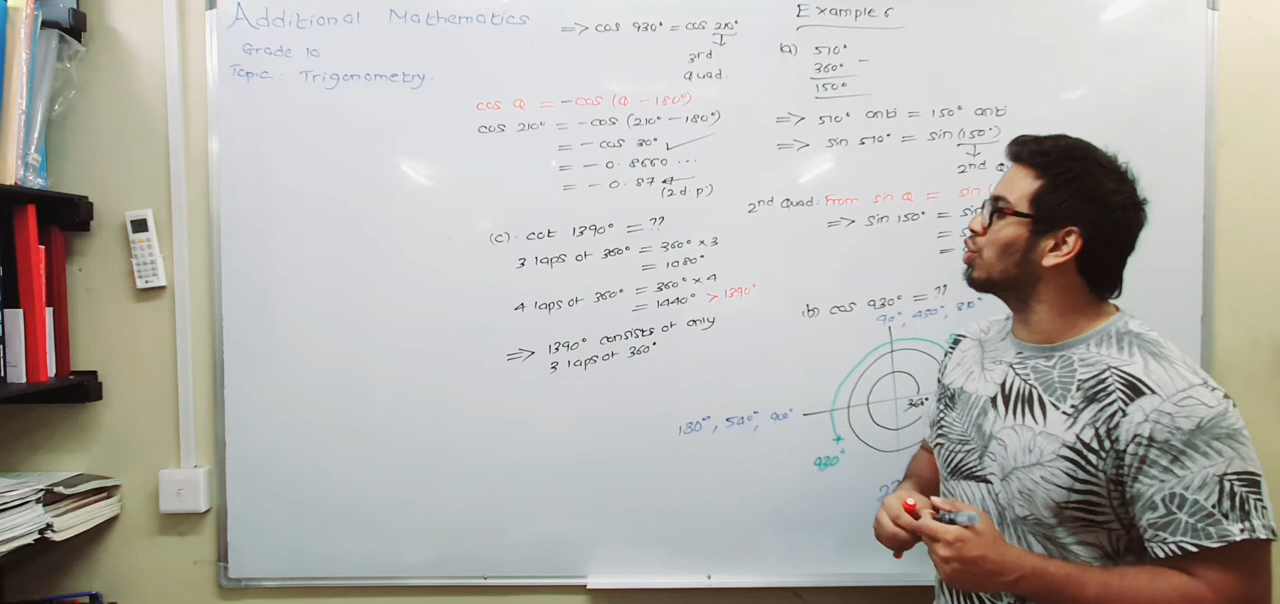 Additional Mathematics
Grade 10
Topic: Trigonometry.
=> cos 930° = cos 210°
3rd
quad.
cos Q = -cos (Q - 180°)
cos 210° = -cos (210° - 180°)
= - cos 30° ✓
= - 0.8660 ...
= - 0.87 (2 d.p.)
(c). cot 1390° = ??
3 laps of 360° = 360° x 3
= 1080°
4 laps of 360° = 360° x 4
= 1440° > 1390°
=> 1390° consists of only
3 laps of 360°
Example 6
(a) 510°
360° -
150°
=> 510° anti = 150° anti
=> sin 510° = sin (150°)
2nd
2nd Quad: From sin Q = sin (
=> sin 150° = sin
=
=
(b) cos 930° = ??
90°, 450°, 810°
360°
180°, 540°, 900°
930°